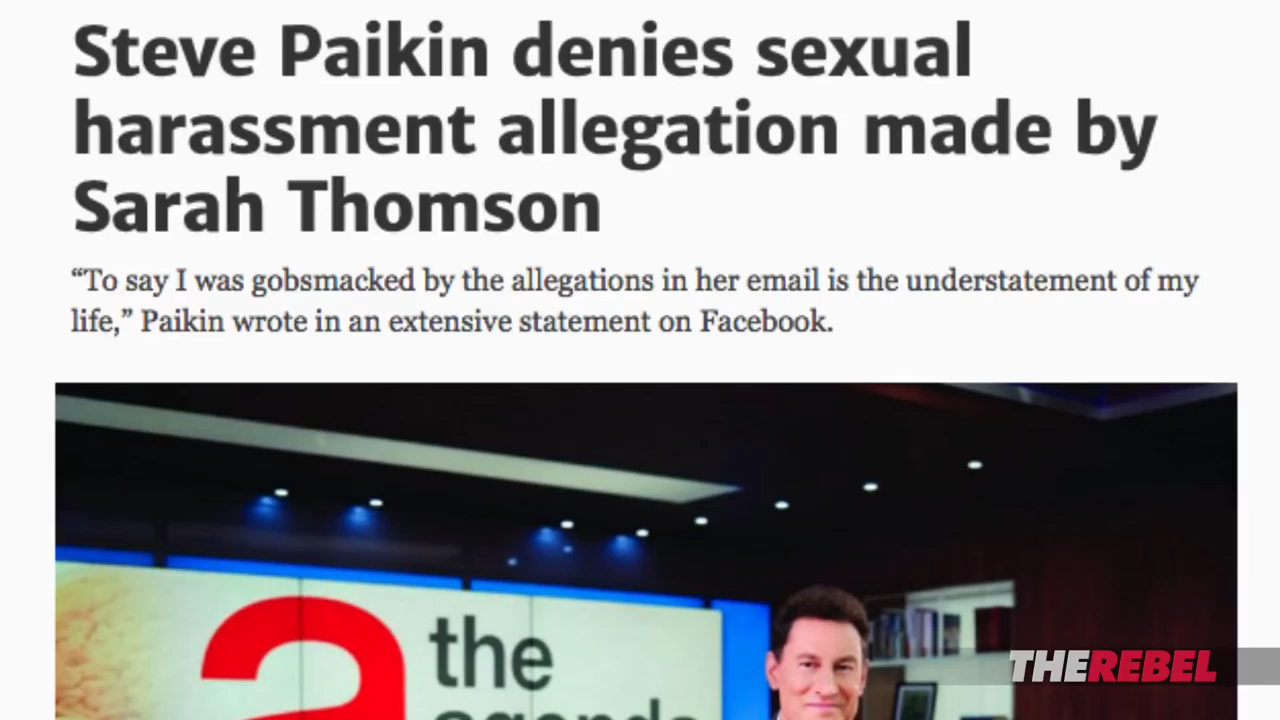 Steve Paikin denies sexual
harassment allegation made by
Sarah Thomson
“To say I was gobsmacked by the allegations in her email is the understatement of my
life,” Paikin wrote in an extensive statement on Facebook.
a the
agenda
THEREBEL